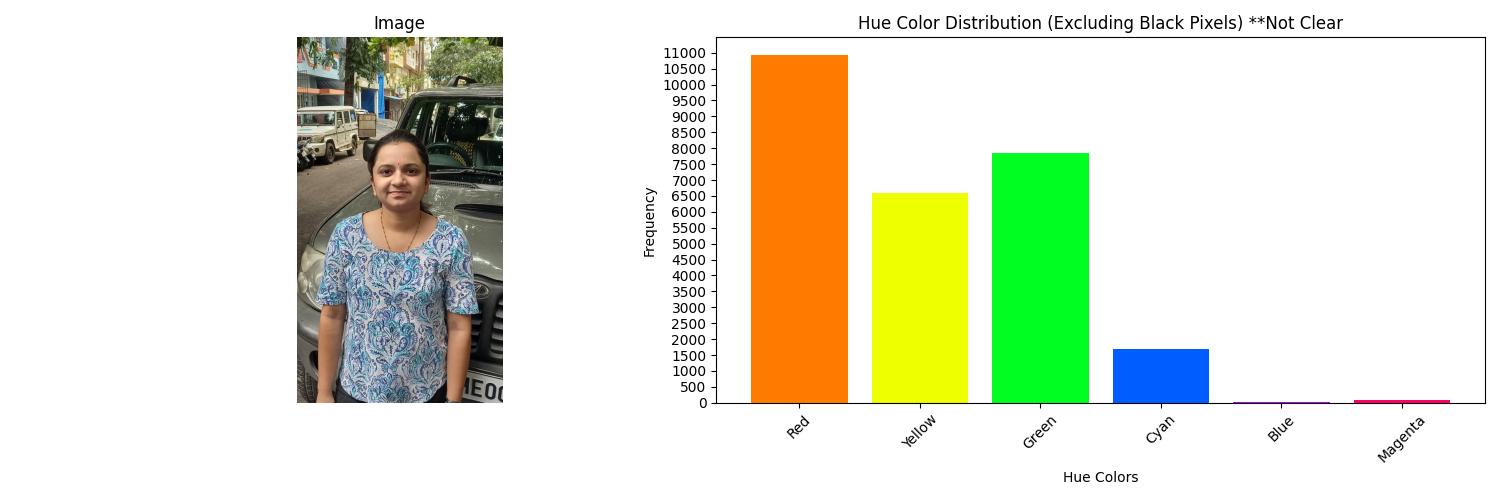 Image
Hue Color Distribution (Excluding Black Pixels) **Not Clear
Frequency
11000
10500
10000
9500
9000
8500
8000
7500
7000
6500
6000
5500
5000
4500
4000
3500
3000
2500
2000
1500
1000
500
0
Red
Yellow
Green
Cyan
Blue
Magenta
Hue Colors